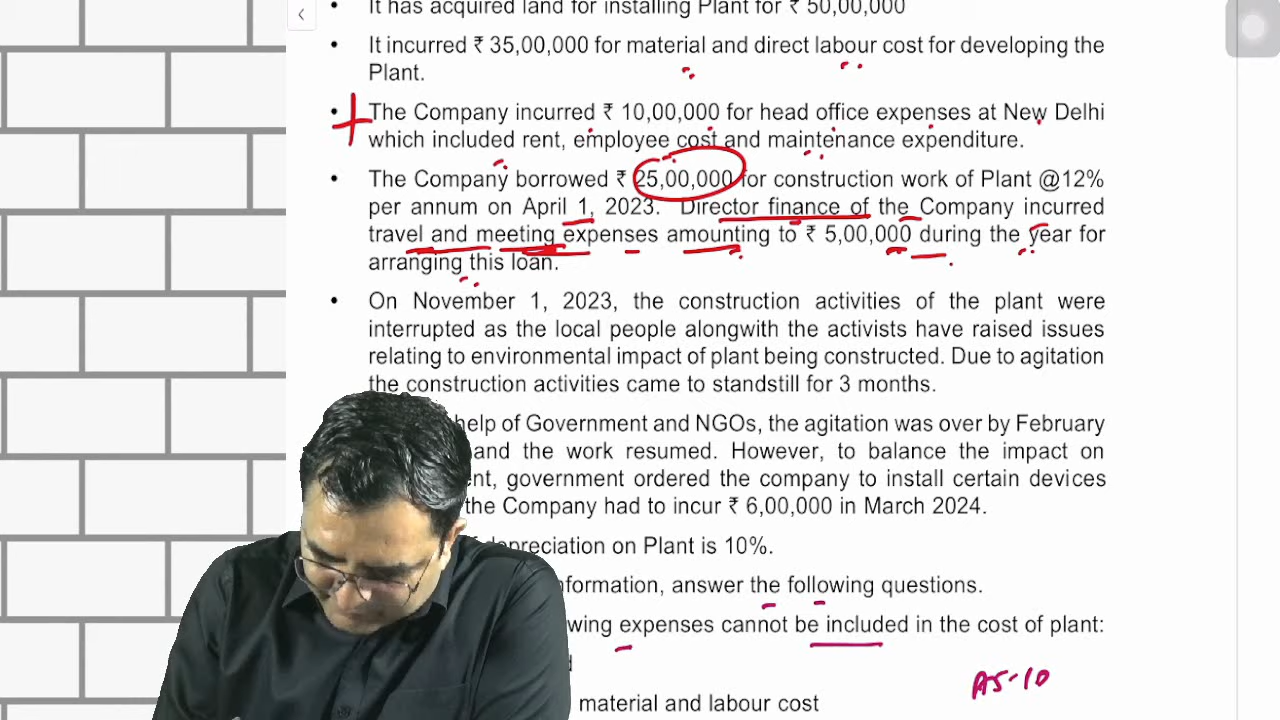 It has acquired land for installing Plant for ₹ 50,00,000
• It incurred ₹ 35,00,000 for material and direct labour cost for developing the
Plant.
• The Company incurred ₹ 10,00,000 for head office expenses at New Delhi
which included rent, employee cost and maintenance expenditure.
• The Company borrowed ₹ 25,00,000 for construction work of Plant @12%
per annum on April 1, 2023. Director finance of the Company incurred
travel and meeting expenses amounting to ₹ 5,00,000 during the year for
arranging this loan.
• On November 1, 2023, the construction activities of the plant were
interrupted as the local people alongwith the activists have raised issues
relating to environmental impact of plant being constructed. Due to agitation
the construction activities came to standstill for 3 months.
help of Government and NGOs, the agitation was over by February
and the work resumed. However, to balance the impact on
government ordered the company to install certain devices
the Company had to incur ₹ 6,00,000 in March 2024.
depreciation on Plant is 10%.
answer the following questions.
expenses cannot be included in the cost of plant:
AS-10
material and labour cost